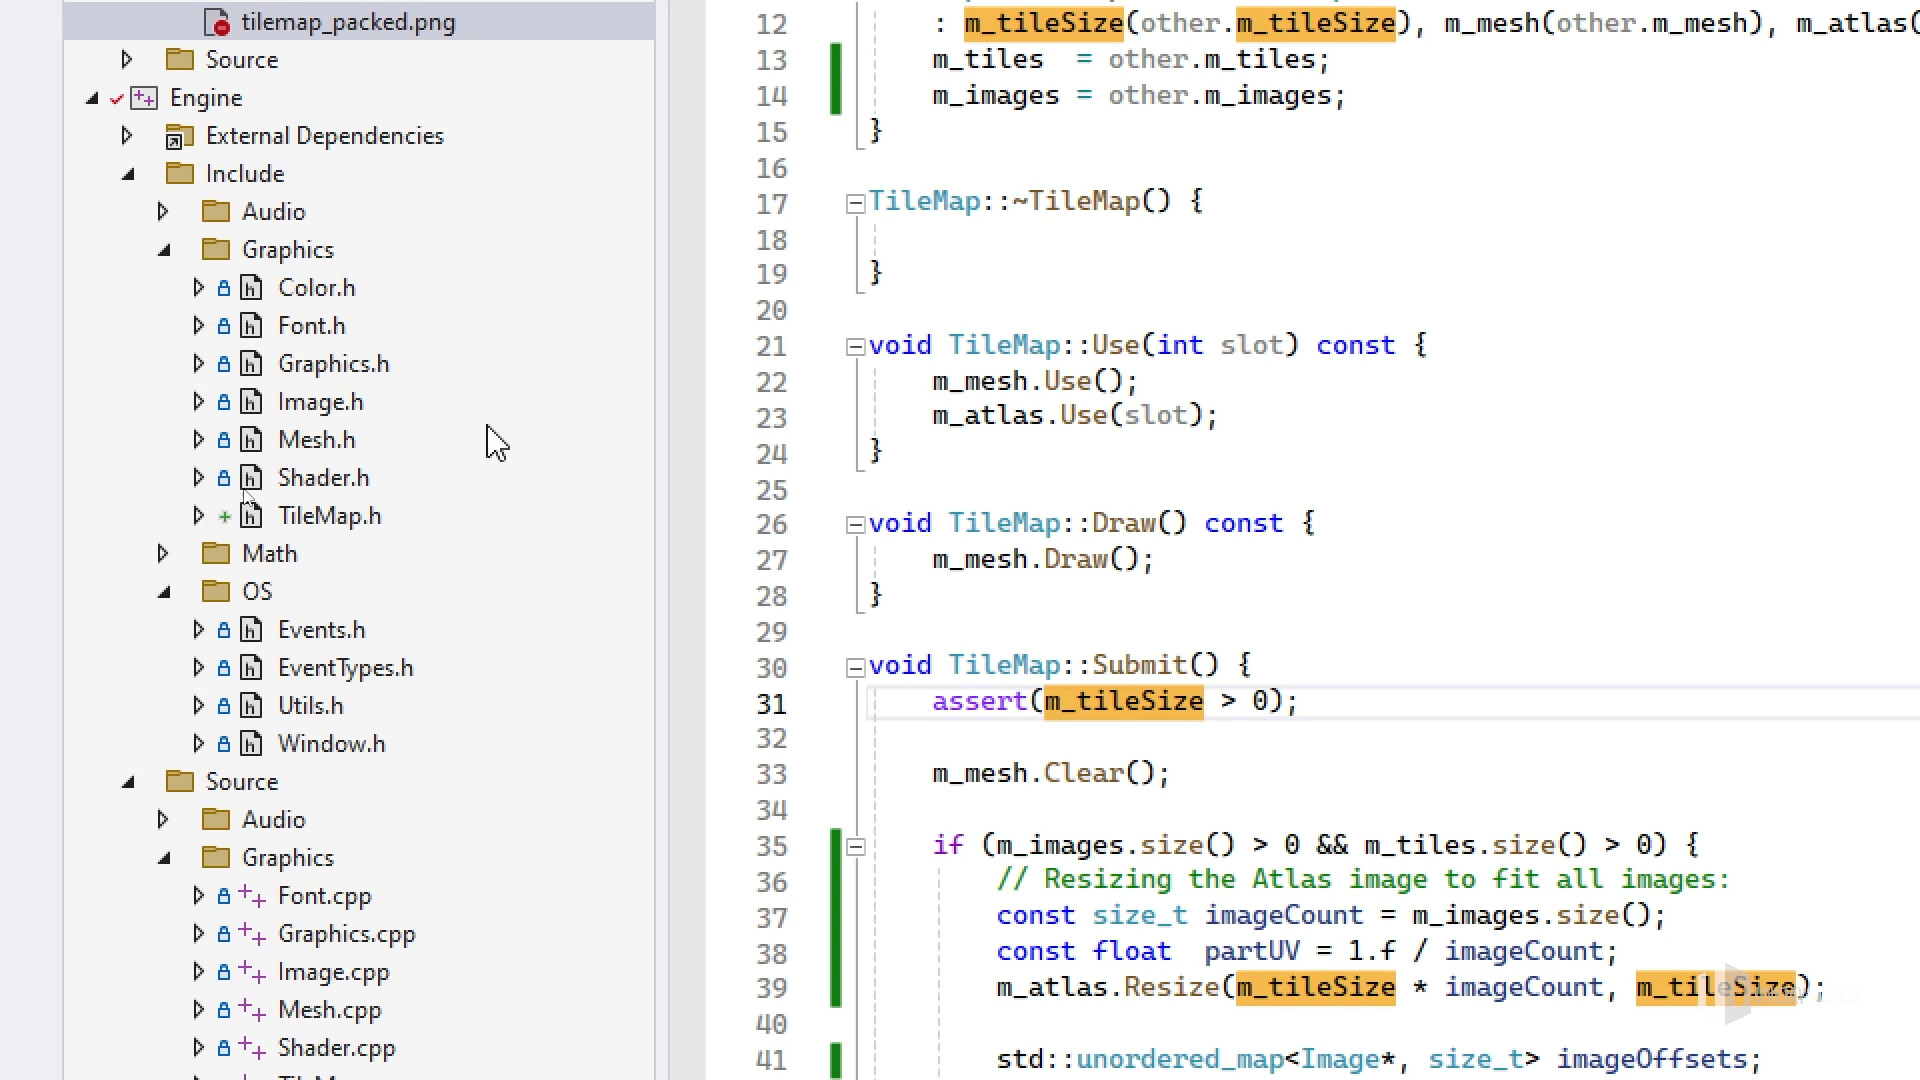 tilemap_packed.png
Source
Engine
External Dependencies
Include
Audio
Graphics
Color.h
Font.h
Graphics.h
Image.h
Mesh.h
Shader.h
TileMap.h
Math
OS
Events.h
EventTypes.h
Utils.h
Window.h
Source
Audio
Graphics
Font.cpp
Graphics.cpp
Image.cpp
Mesh.cpp
Shader.cpp
12 : m_tileSize(other.m_tileSize), m_mesh(other.m_mesh), m_atlas(
13 m_tiles = other.m_tiles;
14 m_images = other.m_images;
15 }
16
17 TileMap::~TileMap() {
18
19 }
20
21 void TileMap::Use(int slot) const {
22 m_mesh.Use();
23 m_atlas.Use(slot);
24 }
25
26 void TileMap::Draw() const {
27 m_mesh.Draw();
28 }
29
30 void TileMap::Submit() {
31 assert(m_tileSize > 0);
32
33 m_mesh.Clear();
34
35 if (m_images.size() > 0 && m_tiles.size() > 0) {
36 // Resizing the Atlas image to fit all images:
37 const size_t imageCount = m_images.size();
38 const float partUV = 1.f / imageCount;
39 m_atlas.Resize(m_tileSize * imageCount, m_tileSize);
40
41 std::unordered_map<Image*, size_t> imageOffsets;